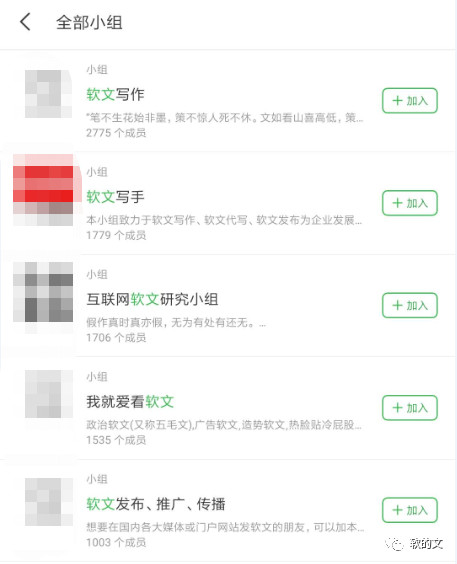 全部小组
小组
软文写作
+ 加入
"笔不生花始非墨，策不惊人死不休。文如看山喜高低，策...
2775 个成员
小组
软文写手
+ 加入
本小组致力于软文写作、软文代写、软文发布为企业发展...
1779 个成员
小组
互联网软文研究小组
+ 加入
假作真时真亦假，无为有处有还无。...
1706 个成员
小组
我就爱看软文
+ 加入
政治软文(又称五毛文),广告软文,造势软文,热脸贴冷屁股...
1535 个成员
小组
软文发布、推广、传播
+ 加入
想要在国内各大媒体或门户网站发软文的朋友，可以加本...
1003 个成员
软的文